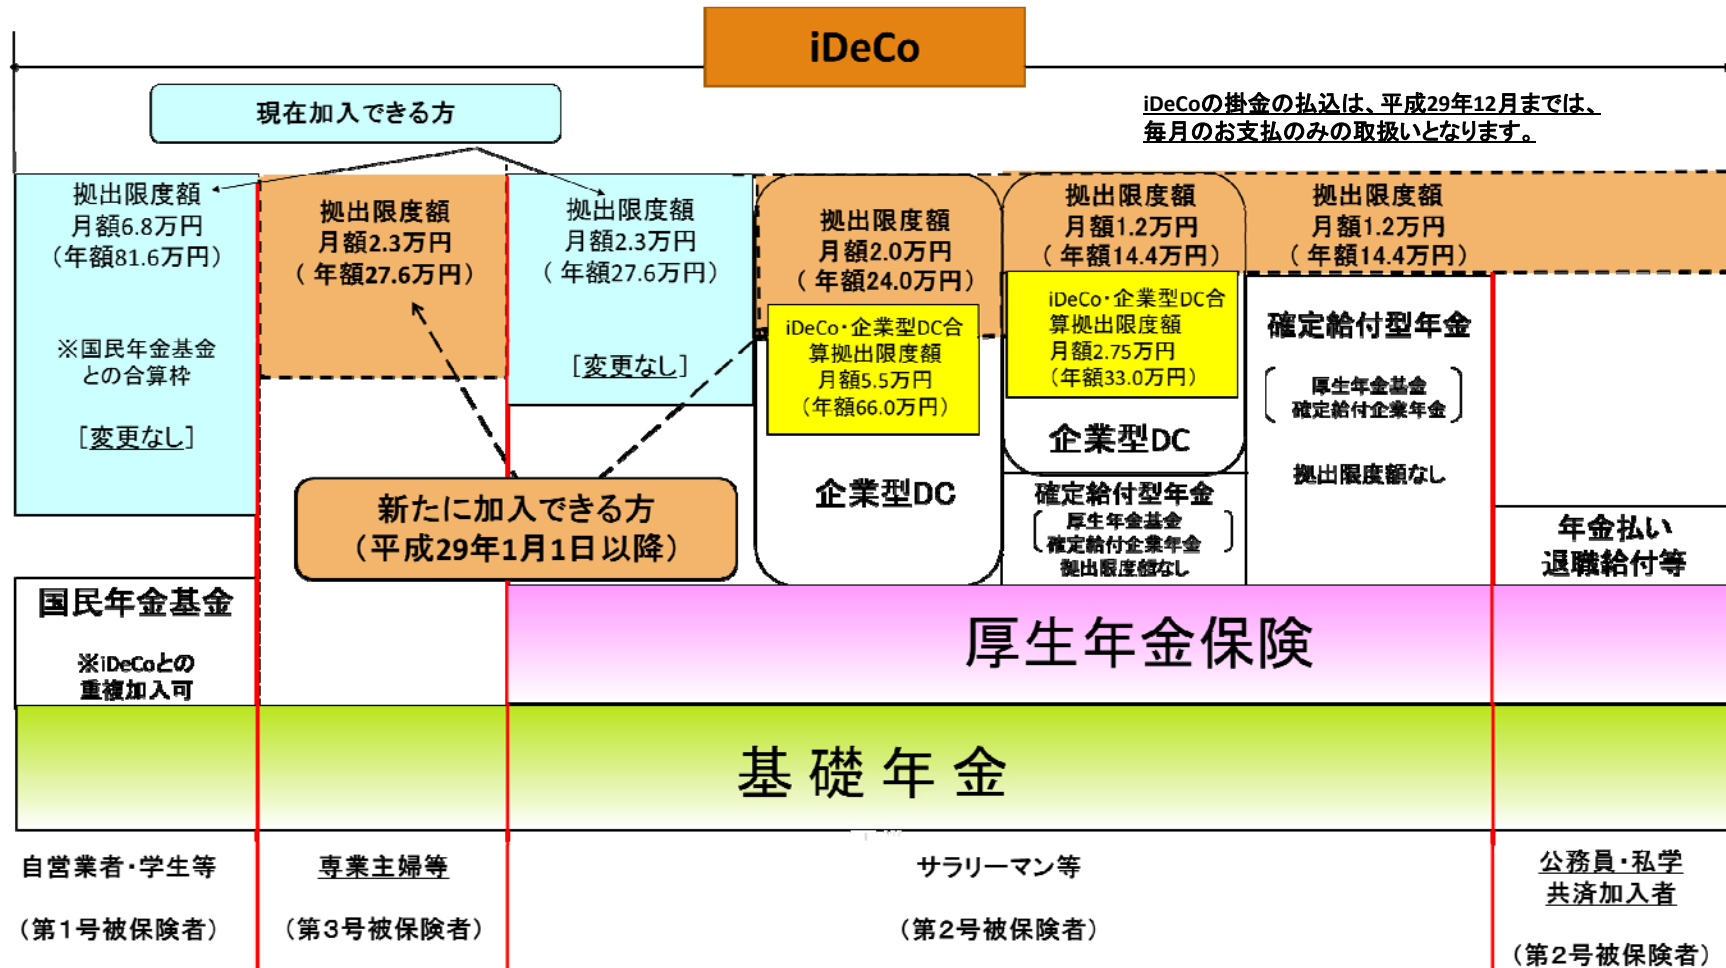 iDeCo
現在加入できる方
iDeCoの掛金の払込は、平成29年12月までは、
毎月のお支払のみの取扱いとなります。
拠出限度額
月額6.8万円
（年額81.6万円）
※国民年金基金
との合算枠
［変更なし］
拠出限度額
月額2.3万円
（ 年額27.6万円）
拠出限度額
月額2.3万円
（ 年額27.6万円）
［変更なし］
拠出限度額
月額2.0万円
（ 年額24.0万円）
iDeCo・企業型DC合
算拠出限度額
月額5.5万円
（年額66.0万円）
企業型DC
拠出限度額
月額1.2万円
（ 年額14.4万円）
iDeCo・企業型DC合
算拠出限度額
月額2.75万円
（年額33.0万円）
企業型DC
確定給付型年金
厚生年金基金
確定給付企業年金
拠出限度額なし
拠出限度額
月額1.2万円
（ 年額14.4万円）
確定給付型年金
厚生年金基金
確定給付企業年金
拠出限度額なし
新たに加入できる方
（平成29年1月1日以降）
年金払い
退職給付等
国民年金基金
※iDeCoとの
重複加入可
厚生年金保険
基礎年金
自営業者・学生等
（第１号被保険者）
専業主婦等
（第３号被保険者）
サラリーマン等
（第２号被保険者）
公務員・私学
共済加入者
（第２号被保険者）